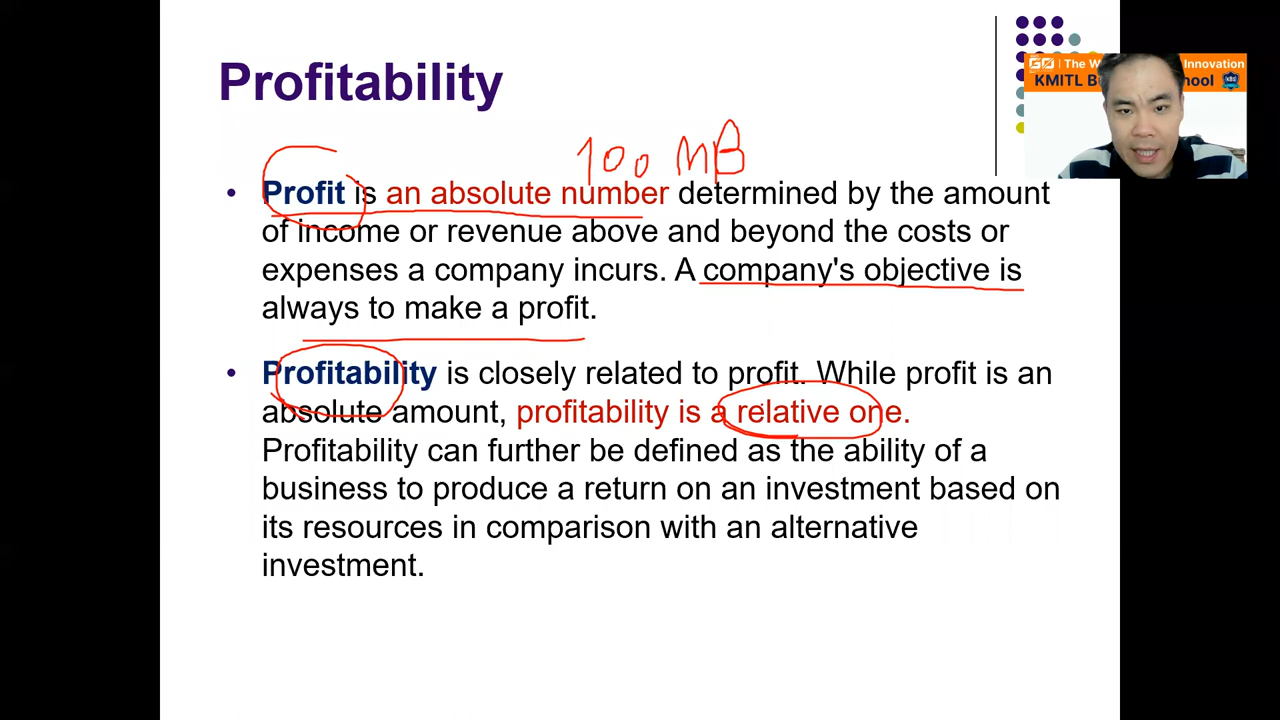 Profitability
GO | The W Innovation
KMITL B hool
KBS
100 MB
• Profit is an absolute number determined by the amount
of income or revenue above and beyond the costs or
expenses a company incurs. A company's objective is
always to make a profit.
• Profitability is closely related to profit. While profit is an
absolute amount, profitability is a relative one.
Profitability can further be defined as the ability of a
business to produce a return on an investment based on
its resources in comparison with an alternative
investment.